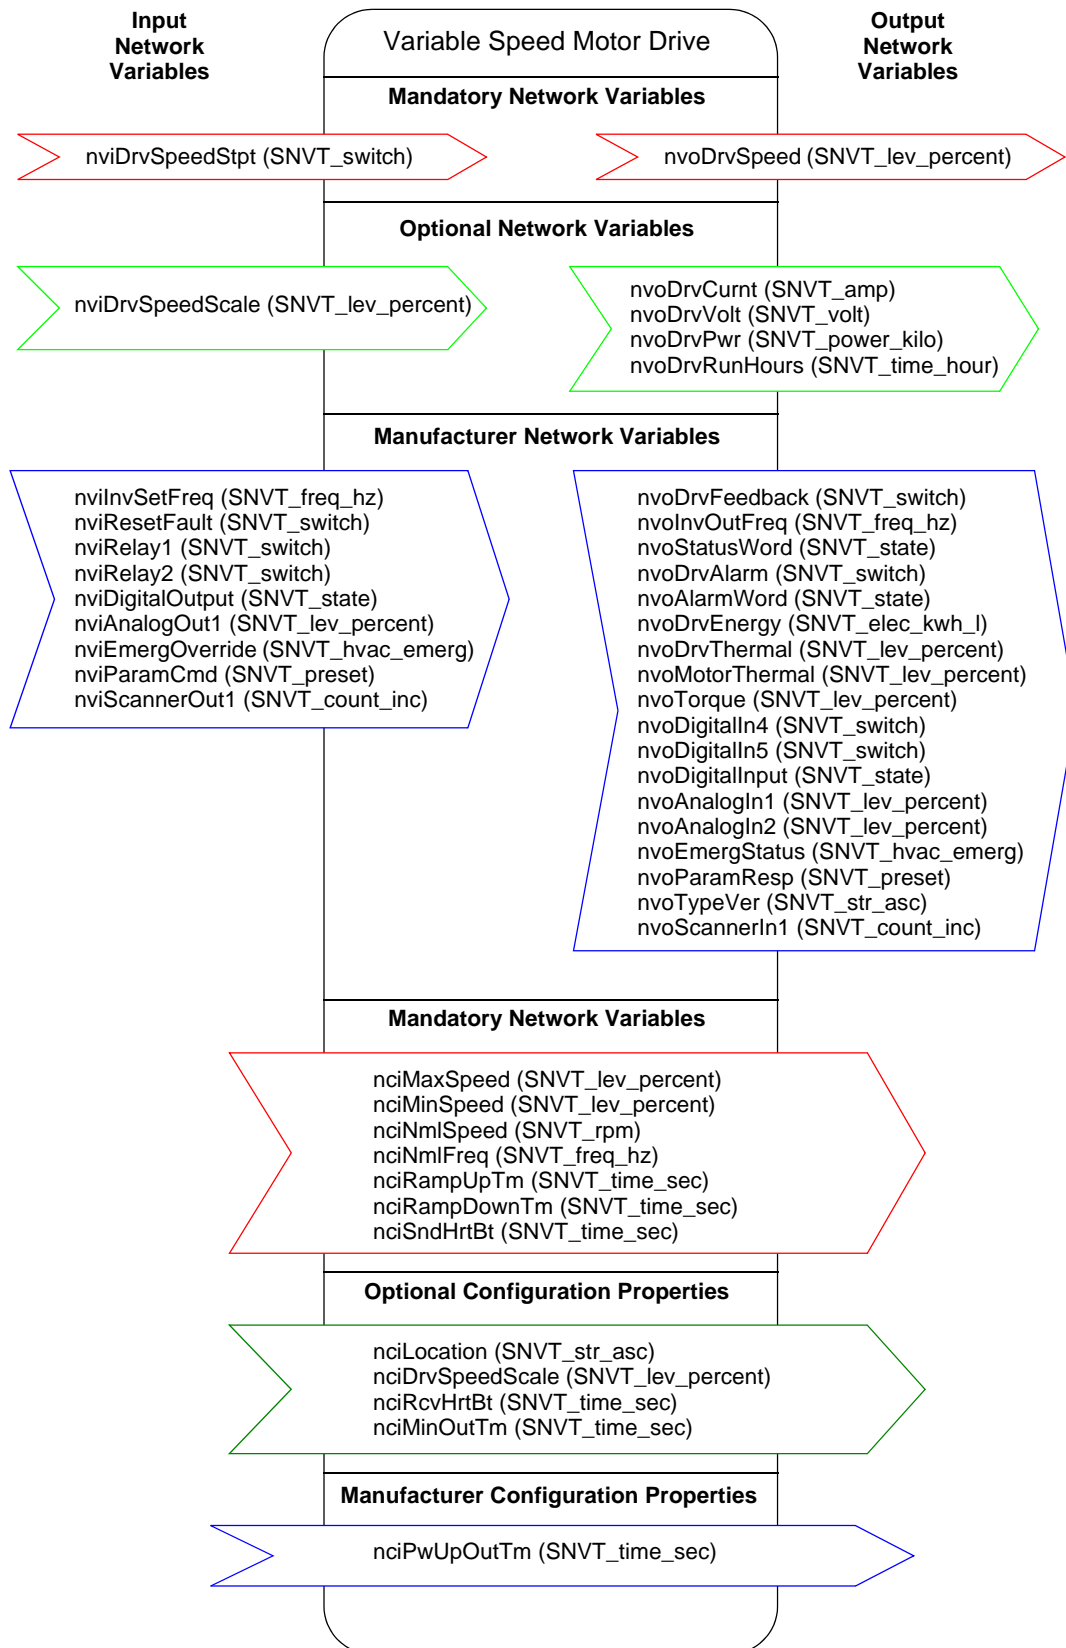 Input
Network
Variables
Variable Speed Motor Drive
Output
Network
Variables
Mandatory Network Variables
nviDrvSpeedStpt (SNVT_switch)
nvoDrvSpeed (SNVT_lev_percent)
Optional Network Variables
nviDrvSpeedScale (SNVT_lev_percent)
nvoDrvCurnt (SNVT_amp)
nvoDrvVolt (SNVT_volt)
nvoDrvPwr (SNVT_power_kilo)
nvoDrvRunHours (SNVT_time_hour)
Manufacturer Network Variables
nviInvSetFreq (SNVT_freq_hz)
nviResetFault (SNVT_switch)
nviRelay1 (SNVT_switch)
nviRelay2 (SNVT_switch)
nviDigitalOutput (SNVT_state)
nviAnalogOut1 (SNVT_lev_percent)
nviEmergOverride (SNVT_hvac_emerg)
nviParamCmd (SNVT_preset)
nviScannerOut1 (SNVT_count_inc)
nvoDrvFeedback (SNVT_switch)
nvoInvOutFreq (SNVT_freq_hz)
nvoStatusWord (SNVT_state)
nvoDrvAlarm (SNVT_switch)
nvoAlarmWord (SNVT_state)
nvoDrvEnergy (SNVT_elec_kwh_l)
nvoDrvThermal (SNVT_lev_percent)
nvoMotorThermal (SNVT_lev_percent)
nvoTorque (SNVT_lev_percent)
nvoDigitalIn4 (SNVT_switch)
nvoDigitalIn5 (SNVT_switch)
nvoDigitalInput (SNVT_state)
nvoAnalogIn1 (SNVT_lev_percent)
nvoAnalogIn2 (SNVT_lev_percent)
nvoEmergStatus (SNVT_hvac_emerg)
nvoParamResp (SNVT_preset)
nvoTypeVer (SNVT_str_asc)
nvoScannerIn1 (SNVT_count_inc)
Mandatory Network Variables
nciMaxSpeed (SNVT_lev_percent)
nciMinSpeed (SNVT_lev_percent)
nciNmlSpeed (SNVT_rpm)
nciNmlFreq (SNVT_freq_hz)
nciRampUpTm (SNVT_time_sec)
nciRampDownTm (SNVT_time_sec)
nciSndHrtBt (SNVT_time_sec)
Optional Configuration Properties
nciLocation (SNVT_str_asc)
nciDrvSpeedScale (SNVT_lev_percent)
nciRcvHrtBt (SNVT_time_sec)
nciMinOutTm (SNVT_time_sec)
Manufacturer Configuration Properties
nciPwUpOutTm (SNVT_time_sec)